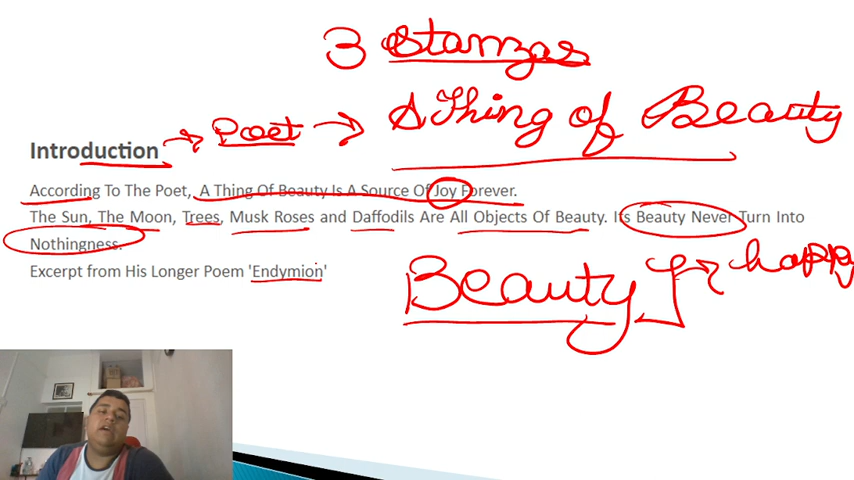 3 stanzas
Poet → A Thing of Beauty
Introduction
According To The Poet, A Thing Of Beauty Is A Source Of Joy Forever.
The Sun, The Moon, Trees, Musk Roses and Daffodils Are All Objects Of Beauty. Its Beauty Never Turn Into
Nothingness.
Excerpt from His Longer Poem 'Endymion'
Beauty happy